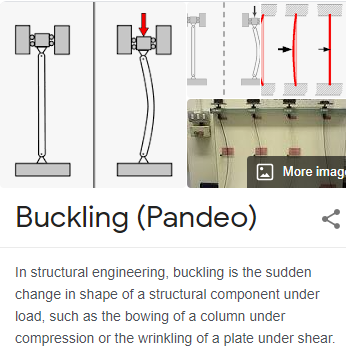 More imag
Buckling (Pandeo)
In structural engineering, buckling is the sudden
change in shape of a structural component under
load, such as the bowing of a column under
compression or the wrinkling of a plate under shear.